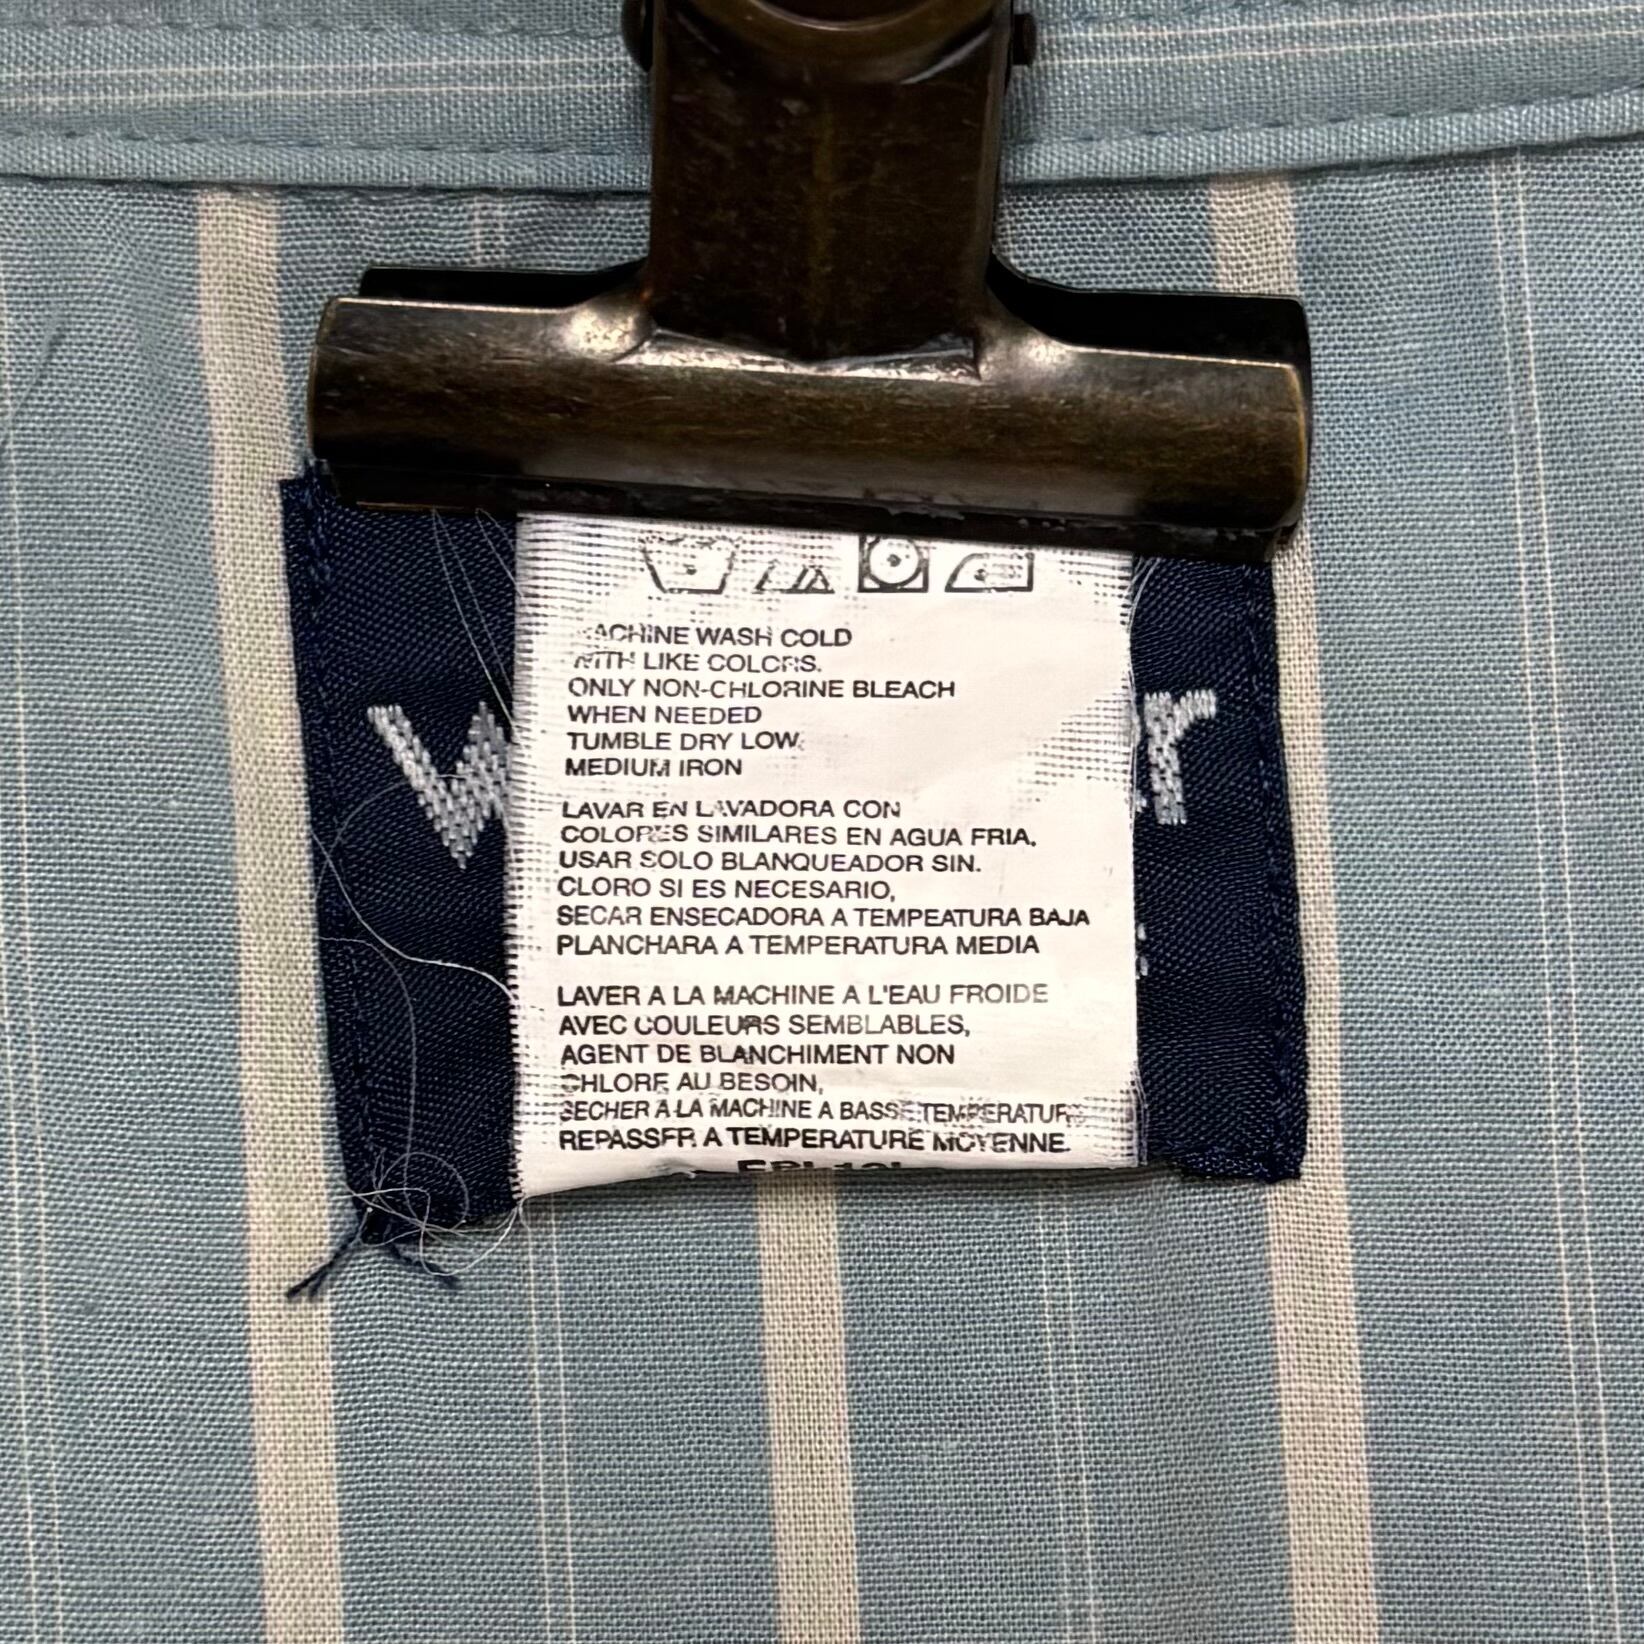 MACHINE WASH COLD
WITH LIKE COLORS.
ONLY NON-CHLORINE BLEACH
WHEN NEEDED
TUMBLE DRY LOW.
MEDIUM IRON
LAVAR EN LAVADORA CON
COLORES SIMILARES EN AGUA FRIA.
USAR SOLO BLANQUEADOR SIN.
CLORO SI ES NECESARIO,
SECAR ENSECADORA A TEMPEATURA BAJA
PLANCHARA A TEMPERATURA MEDIA
LAVER A LA MACHINE A L'EAU FROIDE
AVEC COULEURS SEMBLABLES,
AGENT DE BLANCHIMENT NON
CHLORE AU BESOIN,
SECHER A LA MACHINE A BASSE TEMPERATURE
REPASSER A TEMPERATURE MOYENNE.